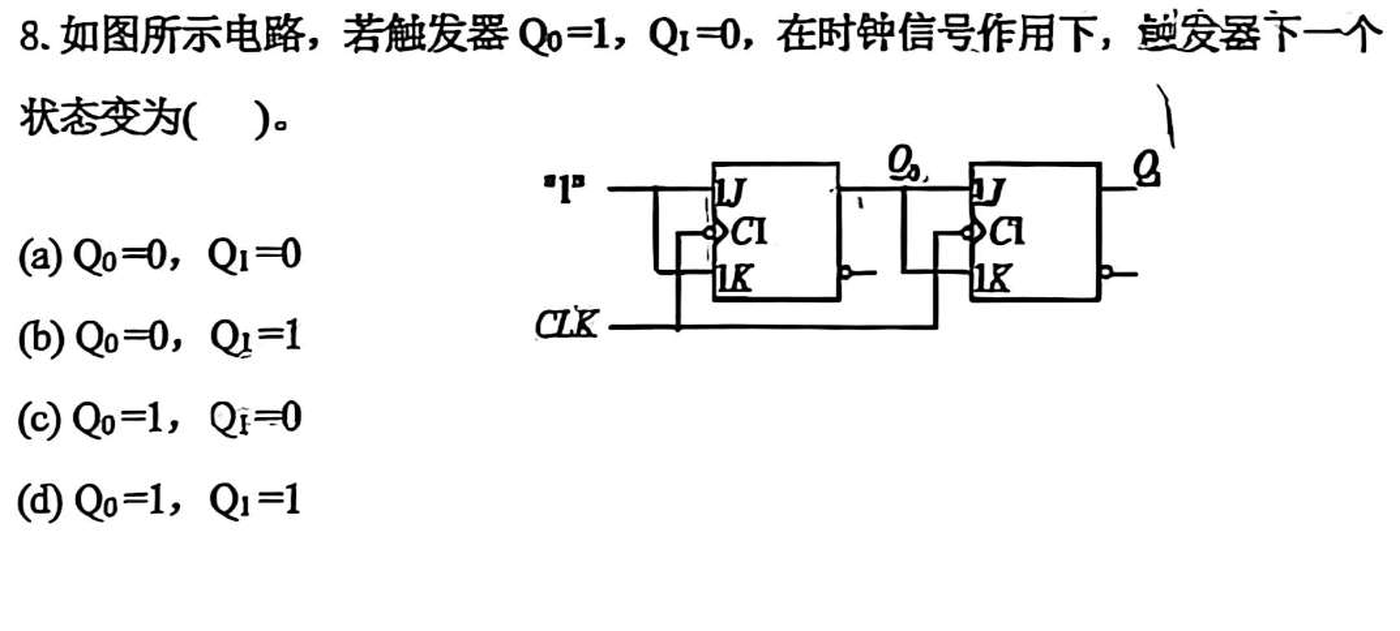 8. 如图所示电路，若触发器 Q0=1，Q1=0，在时钟信号作用下，触发器下一个
状态变为(    )。
"1"
1J
C1
1K
Q0
1J
C1
1K
Q1
CLK
(a) Q0=0，Q1=0
(b) Q0=0，Q1=1
(c) Q0=1，Q1=0
(d) Q0=1，Q1=1